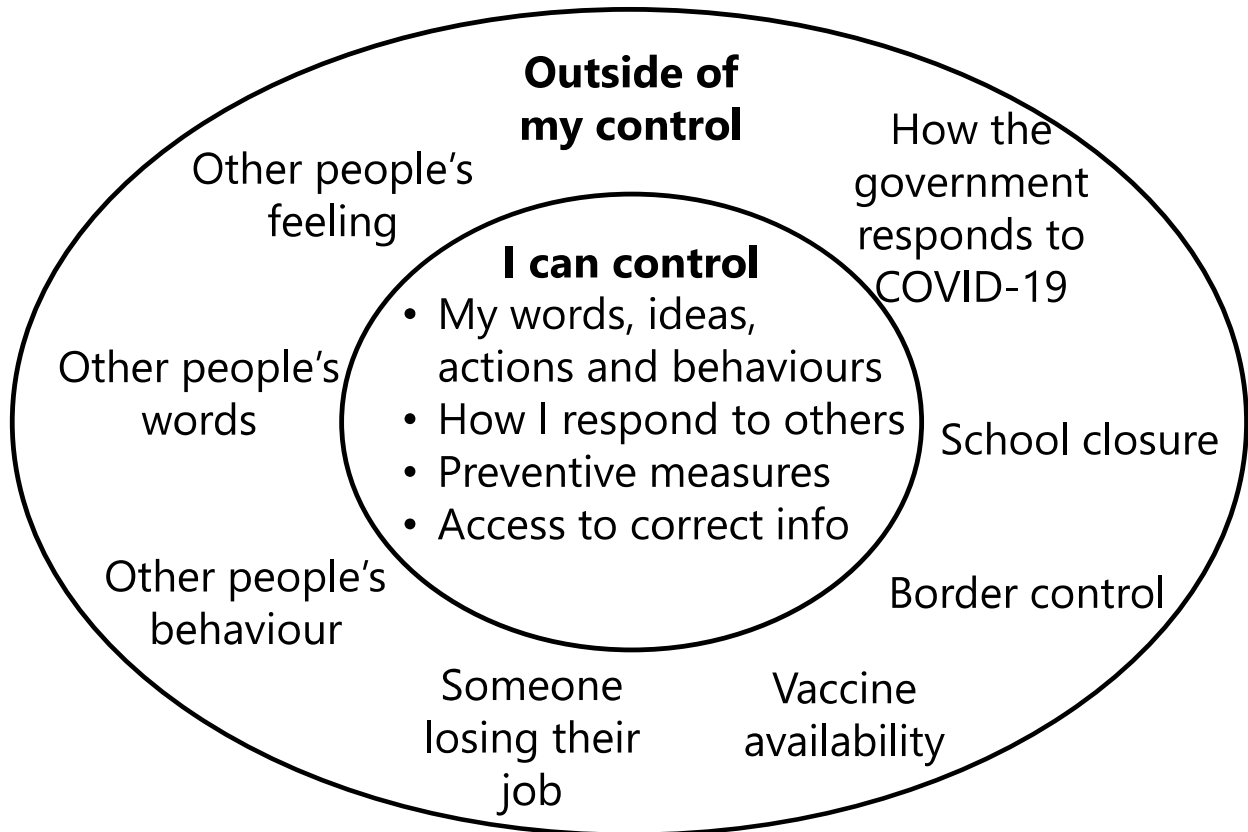 Outside of
my control
How the
government
responds to
COVID-19
Other people’s
feeling
I can control
• My words, ideas,
actions and behaviours
• How I respond to others
• Preventive measures
• Access to correct info
Other people’s
words
School closure
Other people’s
behaviour
Border control
Someone
losing their
job
Vaccine
availability